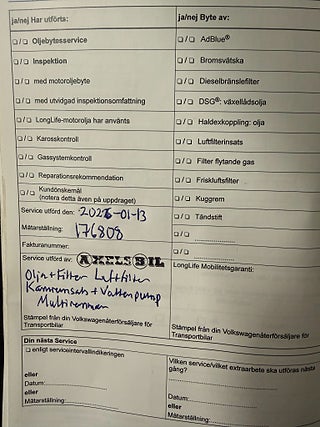 ja/nej Har utförts:
☐/☐ Oljebytesservice
☐/☐ Inspektion
☐/☐ med motoroljebyte
☐/☐ med utvidgad inspektionsomfattning
☐/☐ LongLife-motorolja har använts
☐/☐ Karosskontroll
☐/☐ Gassystemkontroll
☐/☐ Reparationsrekommendation
☐/☐ Kundönskemål
(notera detta även på uppdraget)
Service utförd den: 2026-01-13
Mätarställning: 176808
Fakturanummer:
Service utförd av: AXELS BIL
Olja+Filter Luftfilter
Kamremsats + Vattenpump
Multiremmen
Stämpel från din Volkswagenåterförsäljare för
Transportbilar
ja/nej Byte av:
☐/☐ AdBlue®
☐/☐ Bromsvätska
☐/☐ Dieselbränslefilter
☐/☐ DSG®: växellådsolja
☐/☐ Haldexkoppling: olja
☐/☐ Luftfilterinsats
☐/☐ Filter flytande gas
☐/☐ Friskluftsfilter
☐/☐ Kuggrem
☐/☐ Tändstift
☐/☐
☐/☐
LongLife Mobilitetsgaranti:
Stämpel från din Volkswagenåterförsäljare för
Transportbilar
Din nästa Service
☐ enligt serviceintervallindikeringen
eller
Datum:
eller
Mätarställning:
Vilken service/vilket extraarbete ska utföras nästa
gång?
eller
Datum:
eller
Mätarställning: